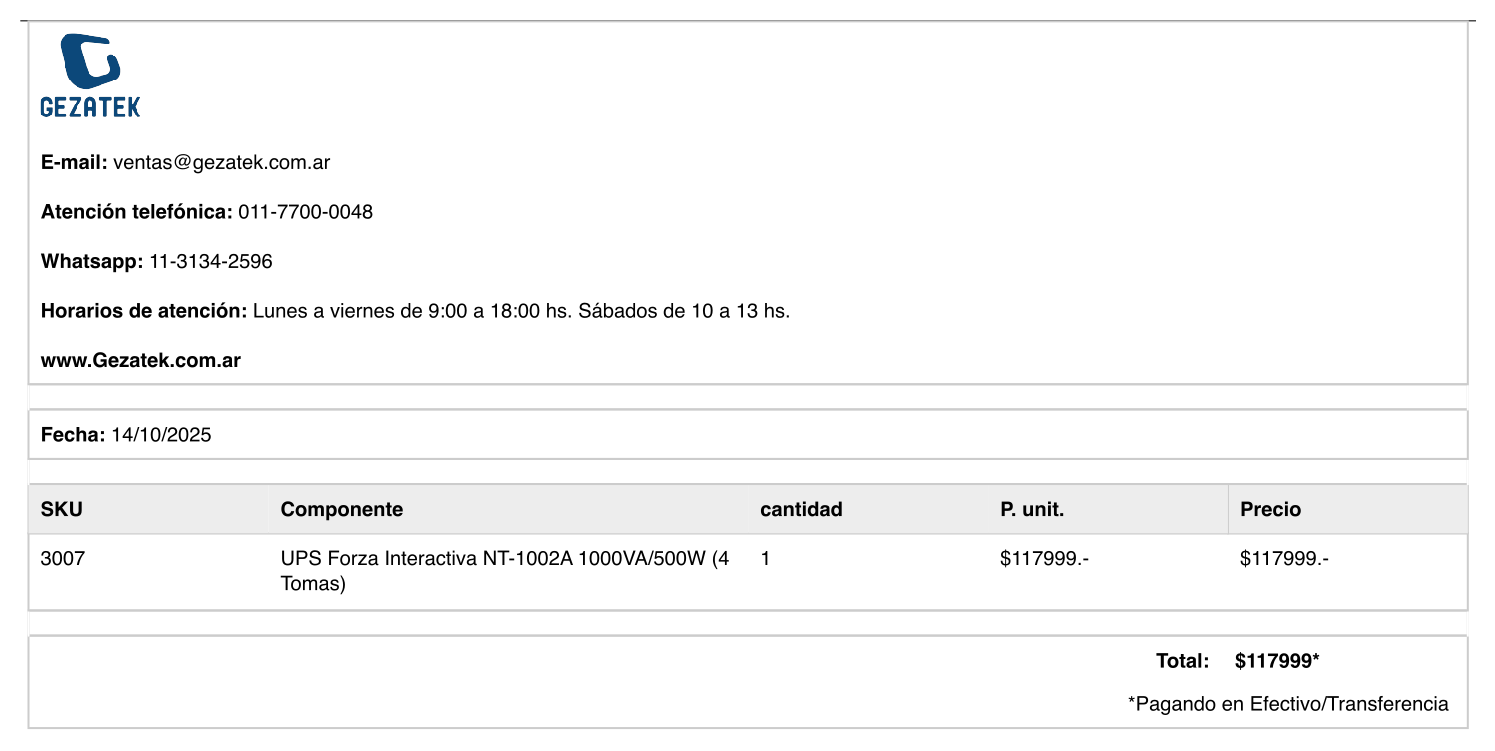 GEZATEK
E-mail: ventas@gezatek.com.ar
Atención telefónica: 011-7700-0048
Whatsapp: 11-3134-2596
Horarios de atención: Lunes a viernes de 9:00 a 18:00 hs. Sábados de 10 a 13 hs.
www.Gezatek.com.ar
Fecha: 14/10/2025
SKU Componente cantidad P. unit. Precio
3007 UPS Forza Interactiva NT-1002A 1000VA/500W (4 1 $117999.- $117999.-
Tomas)
Total: $117999*
*Pagando en Efectivo/Transferencia